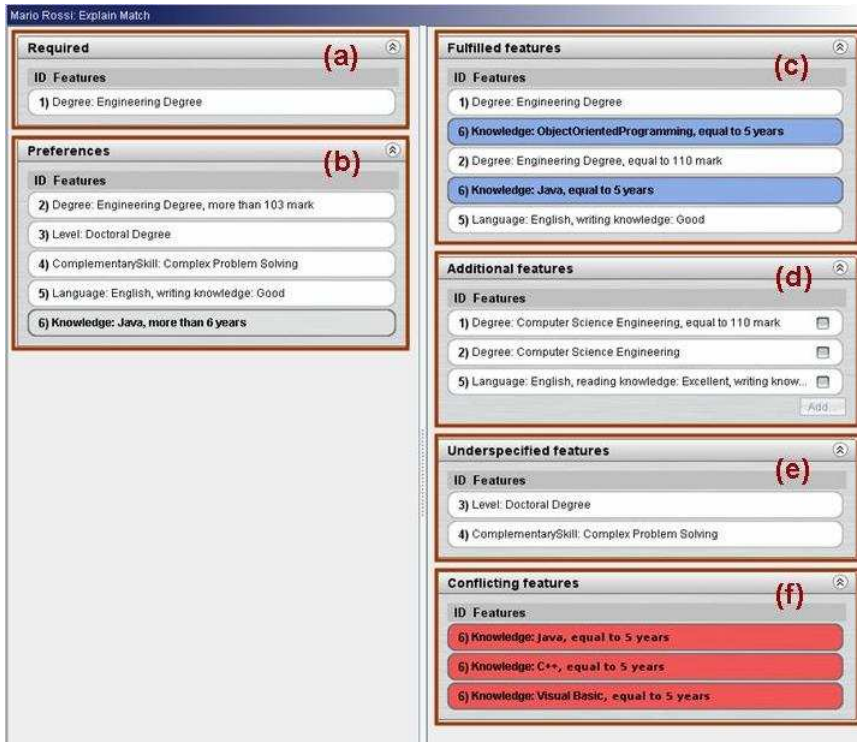 Mario Rossi: Explain Match
Required
(a)
ID Features
1) Degree: Engineering Degree
Preferences
(b)
ID Features
2) Degree: Engineering Degree, more than 103 mark
3) Level: Doctoral Degree
4) ComplementarySkill: Complex Problem Solving
5) Language: English, writing knowledge: Good
6) Knowledge: Java, more than 6 years
Fulfilled features
(c)
ID Features
1) Degree: Engineering Degree
6) Knowledge: ObjectOrientedProgramming, equal to 5 years
2) Degree: Engineering Degree, equal to 110 mark
6) Knowledge: Java, equal to 5 years
5) Language: English, writing knowledge: Good
Additional features
(d)
ID Features
1) Degree: Computer Science Engineering, equal to 110 mark
2) Degree: Computer Science Engineering
5) Language: English, reading knowledge: Excellent, writing know...
Add...
Underspecified features
(e)
ID Features
3) Level: Doctoral Degree
4) ComplementarySkill: Complex Problem Solving
Conflicting features
(f)
ID Features
6) Knowledge: Java, equal to 5 years
6) Knowledge: C++, equal to 5 years
6) Knowledge: Visual Basic, equal to 5 years